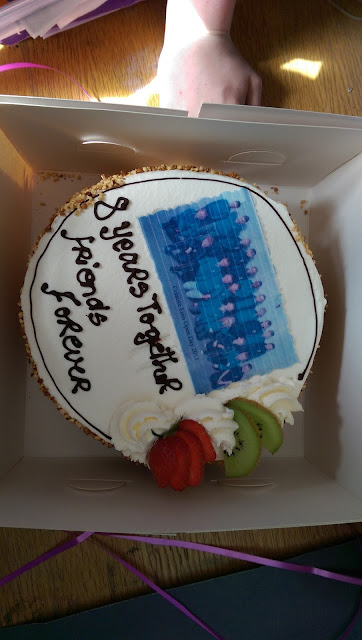 8 years Together
friends
forever